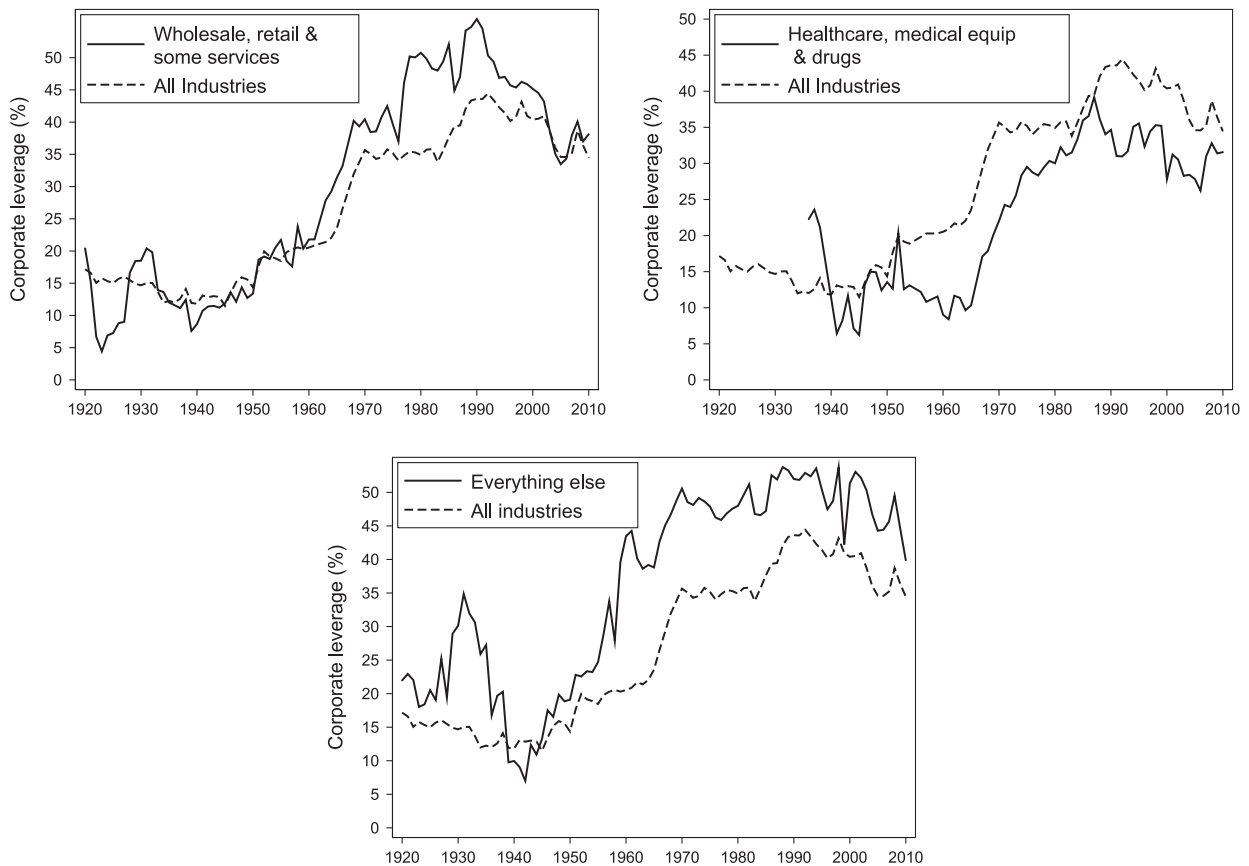 Wholesale, retail &
some services
All Industries
Corporate leverage (%)
50
45
40
35
30
25
20
15
10
5
0
1920 1930 1940 1950 1960 1970 1980 1990 2000 2010
Healthcare, medical equip
& drugs
All Industries
Corporate leverage (%)
50
45
40
35
30
25
20
15
10
5
0
1920 1930 1940 1950 1960 1970 1980 1990 2000 2010
Everything else
All industries
Corporate leverage (%)
50
45
40
35
30
25
20
15
10
5
0
1920 1930 1940 1950 1960 1970 1980 1990 2000 2010